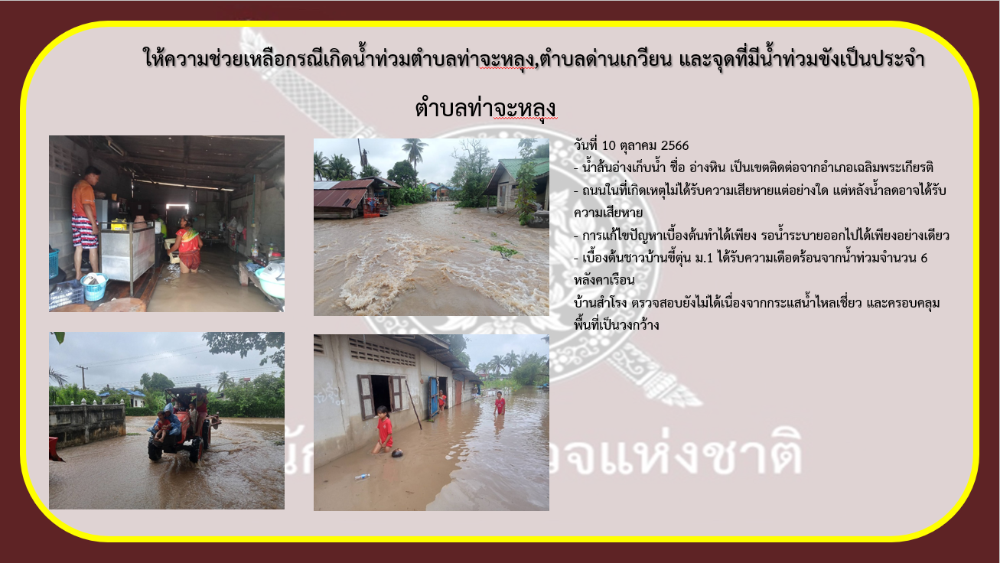 ให้ความช่วยเหลือกรณีเกิดน้ำท่วมตำบลท่าจะหลุง,ตำบลด่านเกวียน และจุดที่มีน้ำท่วมขังเป็นประจำ
ตำบลท่าจะหลุง
วันที่ 10 ตุลาคม 2566
- น้ำล้นอ่างเก็บน้ำ ชื่อ อ่างหิน เป็นเขตติดต่อจากอำเภอเฉลิมพระเกียรติ
- ถนนในที่เกิดเหตุไม่ได้รับความเสียหายแต่อย่างใด แต่หลังน้ำลดอาจได้รับ
ความเสียหาย
- การแก้ไขปัญหาเบื้องต้นทำได้เพียง รอน้ำระบายออกไปได้เพียงอย่างเดียว
- เบื้องต้นชาวบ้านขี้ตุ่น ม.1 ได้รับความเดือดร้อนจากน้ำท่วมจำนวน 6
หลังคาเรือน
บ้านสำโรง ตรวจสอบยังไม่ได้เนื่องจากกระแสน้ำไหลเชี่ยว และครอบคลุม
พื้นที่เป็นวงกว้าง
แห่งชาติ